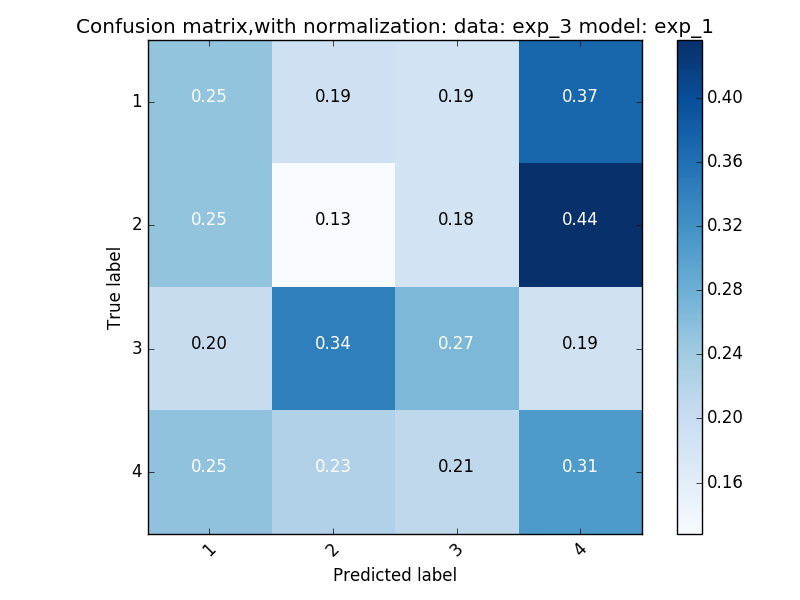 Confusion matrix,with normalization: data: exp_3 model: exp_1
1 0.25 0.19 0.19 0.37
2 0.25 0.13 0.18 0.44
3 0.20 0.34 0.27 0.19
4 0.25 0.23 0.21 0.31
1 2 3 4
True label
Predicted label
0.40
0.36
0.32
0.28
0.24
0.20
0.16